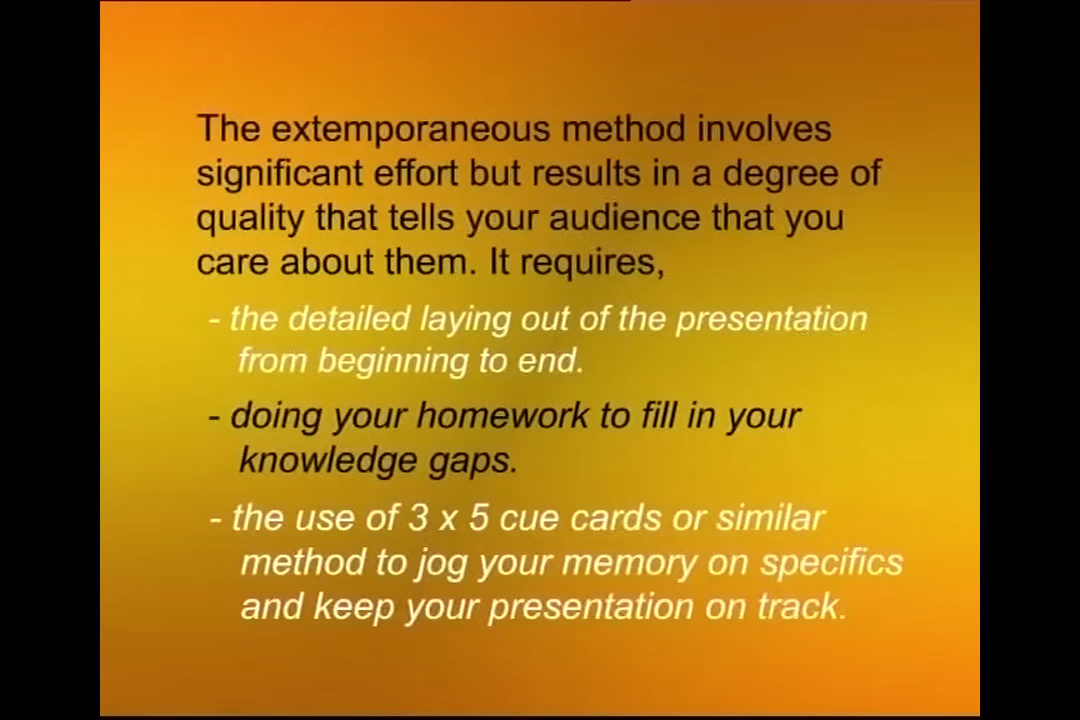 The extemporaneous method involves
significant effort but results in a degree of
quality that tells your audience that you
care about them. It requires,
- the detailed laying out of the presentation
from beginning to end.
- doing your homework to fill in your
knowledge gaps.
- the use of 3 x 5 cue cards or similar
method to jog your memory on specifics
and keep your presentation on track.